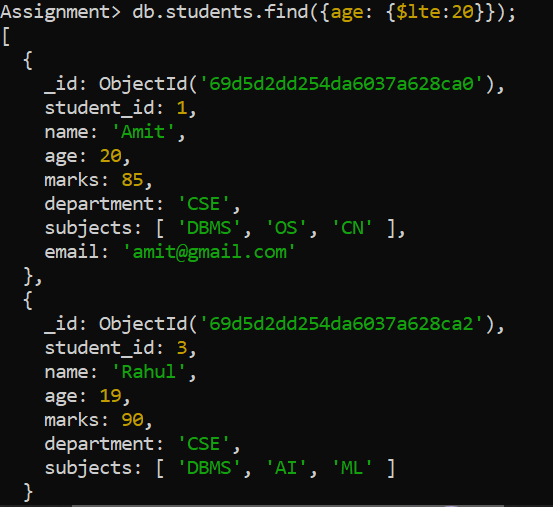 Assignment> db.students.find({age: {$lte:20}});
[
  {
    _id: ObjectId('69d5d2dd254da6037a628ca0'),
    student_id: 1,
    name: 'Amit',
    age: 20,
    marks: 85,
    department: 'CSE',
    subjects: [ 'DBMS', 'OS', 'CN' ],
    email: 'amit@gmail.com'
  },
  {
    _id: ObjectId('69d5d2dd254da6037a628ca2'),
    student_id: 3,
    name: 'Rahul',
    age: 19,
    marks: 90,
    department: 'CSE',
    subjects: [ 'DBMS', 'AI', 'ML' ]
  }